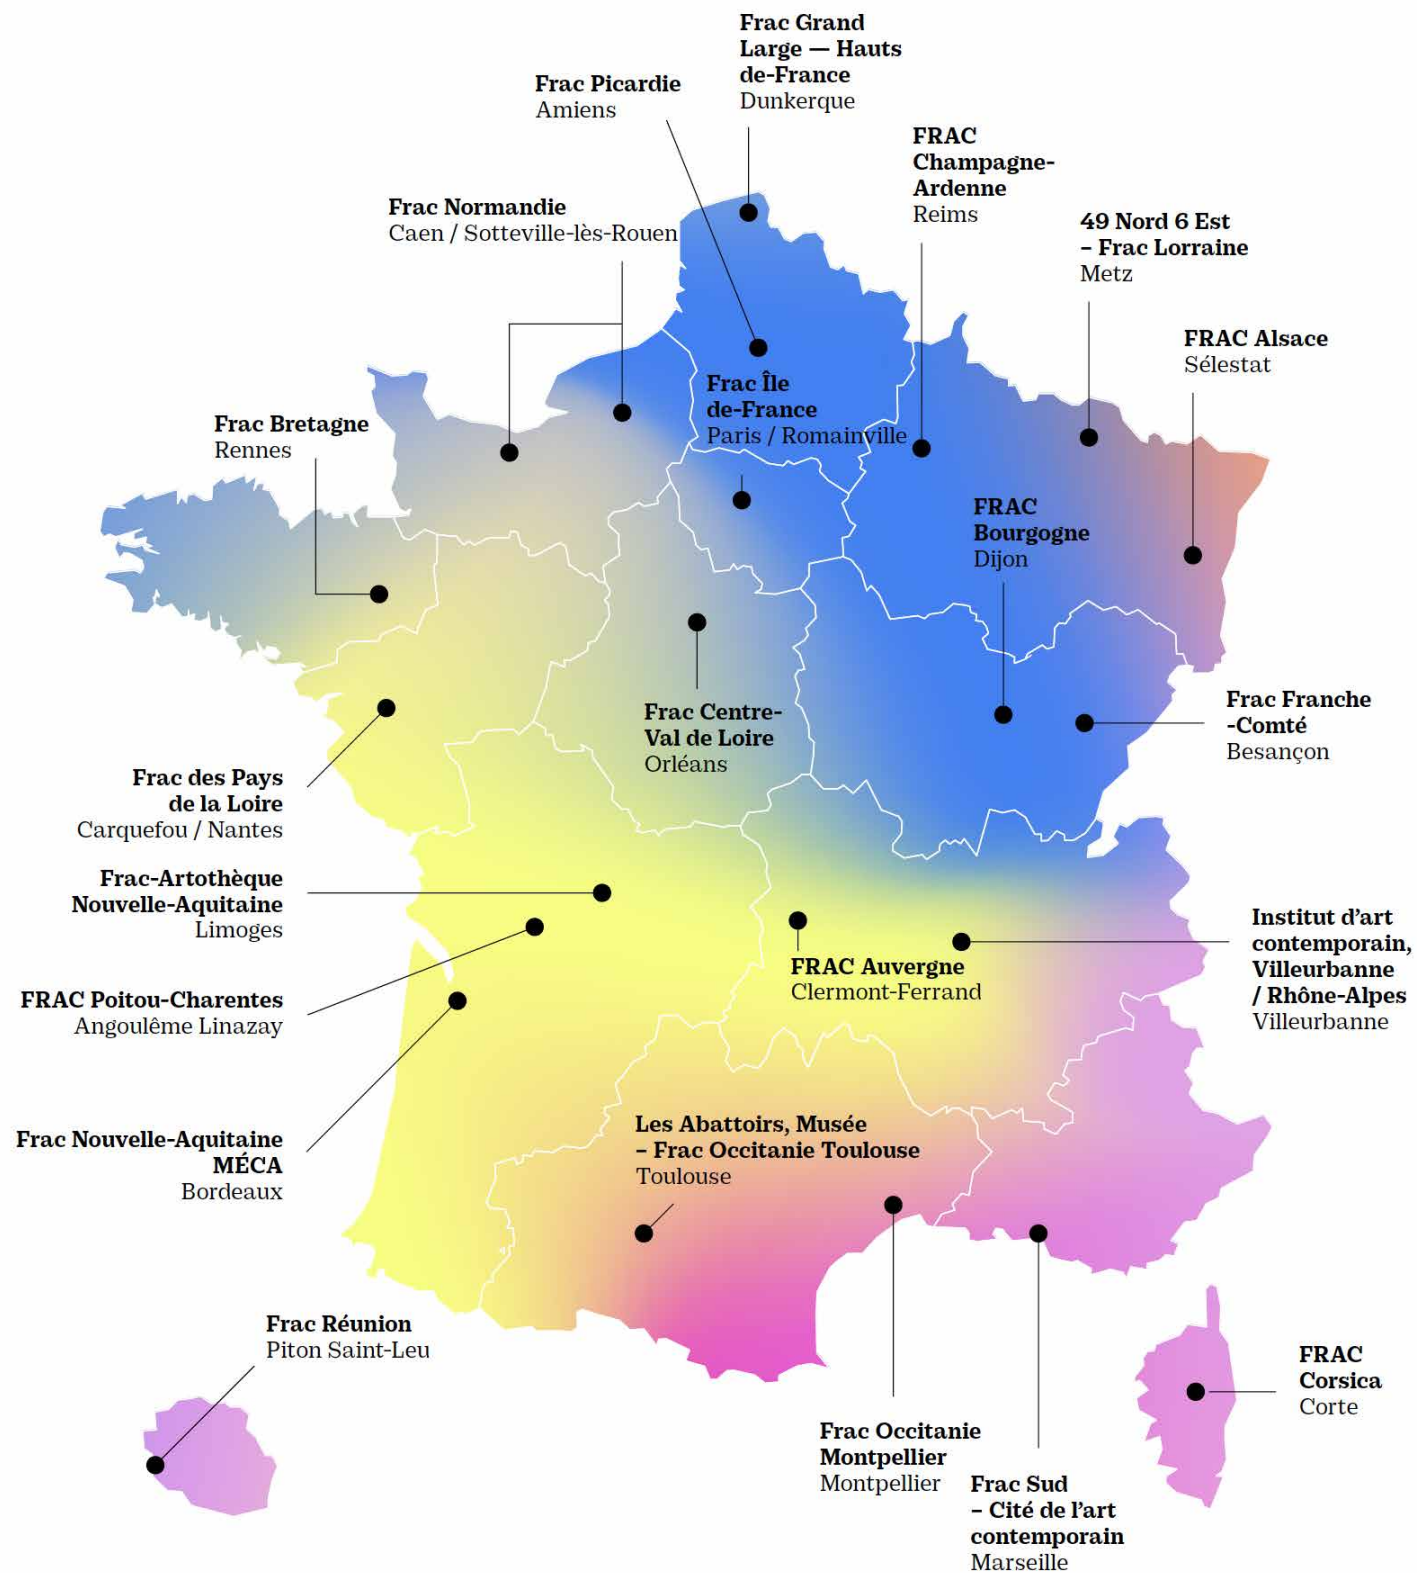 Frac Grand
Large — Hauts
de-France
Dunkerque
Frac Picardie
Amiens
FRAC
Champagne-
Ardenne
Reims
Frac Normandie
Caen / Sotteville-lès-Rouen
49 Nord 6 Est
– Frac Lorraine
Metz
FRAC Alsace
Sélestat
Frac Île
de-France
Paris / Romainville
Frac Bretagne
Rennes
FRAC
Bourgogne
Dijon
Frac Centre-
Val de Loire
Orléans
Frac Franche
-Comté
Besançon
Frac des Pays
de la Loire
Carquefou / Nantes
Frac-Artothèque
Nouvelle-Aquitaine
Limoges
Institut d’art
contemporain,
Villeurbanne
/ Rhône-Alpes
Villeurbanne
FRAC Auvergne
Clermont-Ferrand
FRAC Poitou-Charentes
Angoulême Linazay
Frac Nouvelle-Aquitaine
MÉCA
Bordeaux
Les Abattoirs, Musée
– Frac Occitanie Toulouse
Toulouse
Frac Réunion
Piton Saint-Leu
FRAC
Corsica
Corte
Frac Occitanie
Montpellier
Montpellier
Frac Sud
– Cité de l’art
contemporain
Marseille